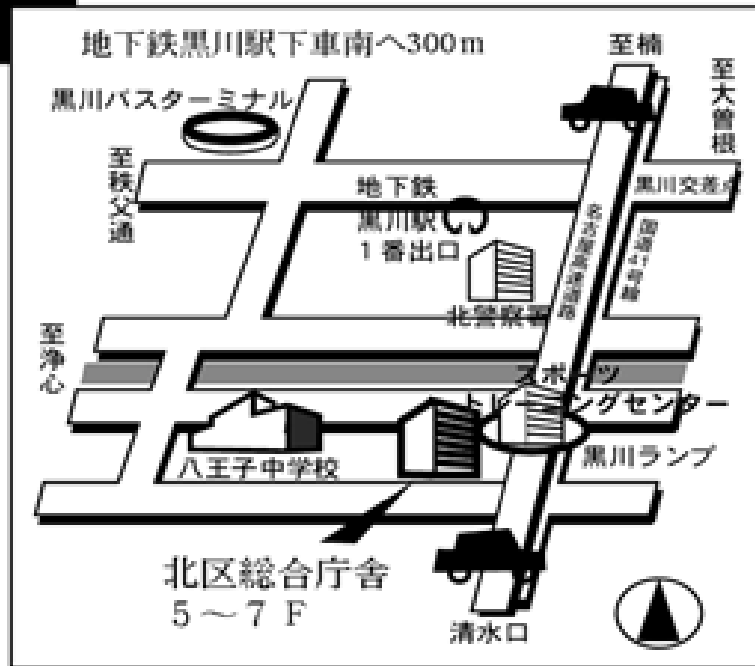 地下鉄黒川駅下車南へ300m
至楠
至大曽根
黒川バスターミナル
至秩父通
地下鉄
黒川駅
1番出口
黒川交差点
名古屋高速道路
国道41号線
北警察署
至浄心
スポーツ
トレーニングセンター
八王子中学校
黒川ランプ
北区総合庁舎
5～7F
清水口